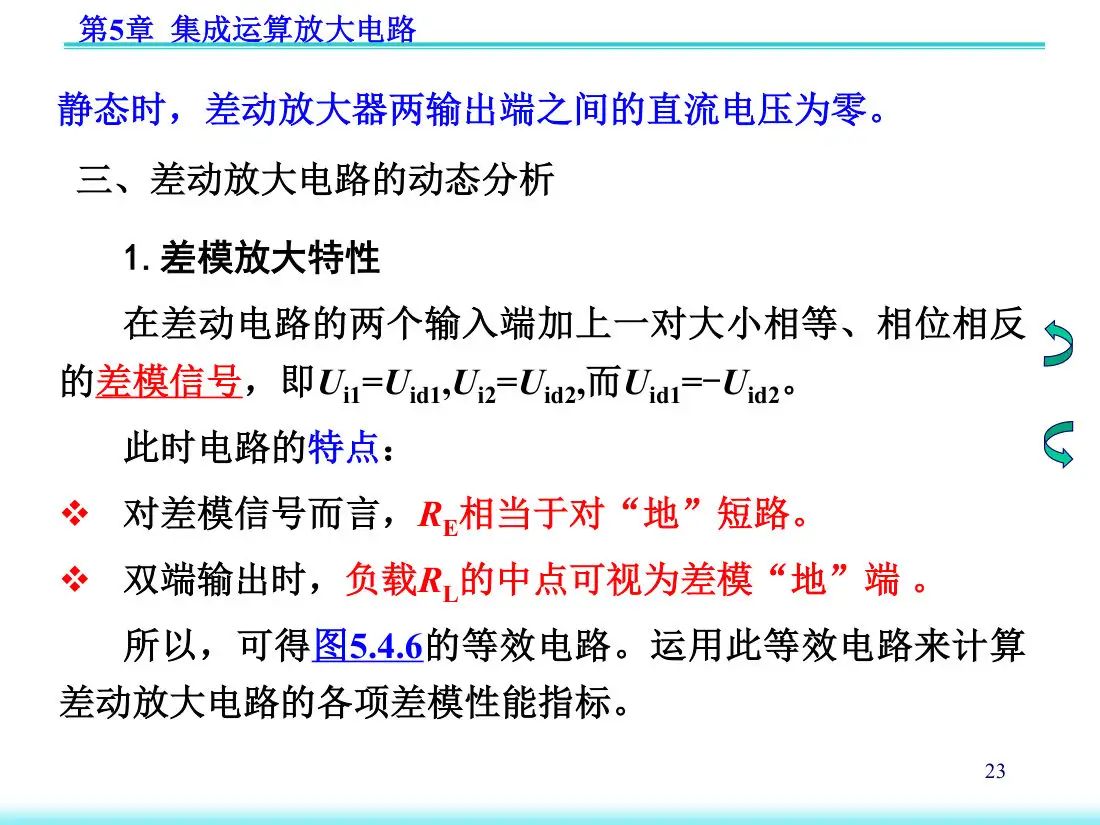 第5章 集成运算放大电路
静态时，差动放大器两输出端之间的直流电压为零。
三、差动放大电路的动态分析
1.差模放大特性
在差动电路的两个输入端加上一对大小相等、相位相反
的差模信号，即Ui1=Uid1,Ui2=Uid2,而Uid1=-Uid2。
此时电路的特点：
❖ 对差模信号而言，RE相当于对“地”短路。
❖ 双端输出时，负载RL的中点可视为差模“地”端 。
所以，可得图5.4.6的等效电路。运用此等效电路来计算
差动放大电路的各项差模性能指标。
23